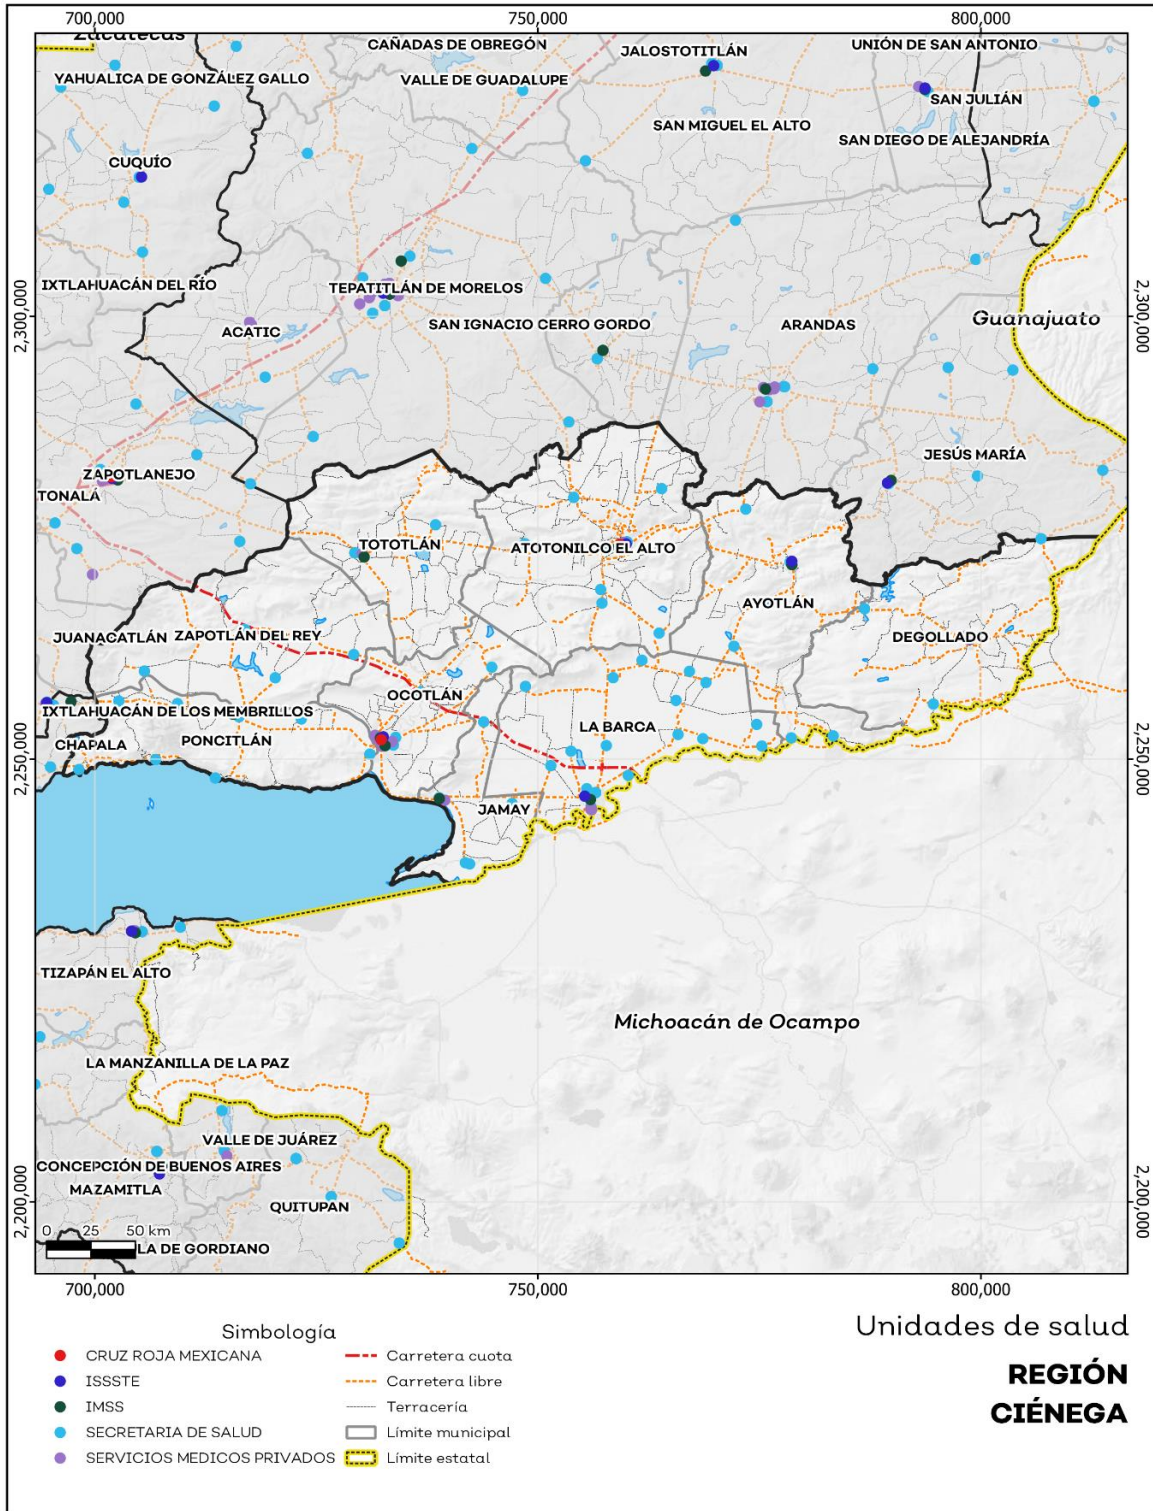 700,000
750,000
800,000
Zacatecas
CAÑADAS DE OBREGÓN
JALOSTOTITLÁN
UNIÓN DE SAN ANTONIO
YAHUALICA DE GONZÁLEZ GALLO
VALLE DE GUADALUPE
SAN JULIÁN
SAN MIGUEL EL ALTO
SAN DIEGO DE ALEJANDRÍA
CUQUÍO
IXTLAHUACÁN DEL RÍO
TEPATITLÁN DE MORELOS
2,300,000
2,300,000
ACATIC
SAN IGNACIO CERRO GORDO
ARANDAS
Guanajuato
ZAPOTLANEJO
JESÚS MARÍA
TONALÁ
TOTOTLÁN
ATOTONILCO EL ALTO
AYOTLÁN
JUANACATLÁN
ZAPOTLÁN DEL REY
DEGOLLADO
OCOTLÁN
IXTLAHUACÁN DE LOS MEMBRILLOS
LA BARCA
CHAPALA
PONCITLÁN
2,250,000
2,250,000
JAMAY
TIZAPÁN EL ALTO
Michoacán de Ocampo
LA MANZANILLA DE LA PAZ
VALLE DE JUÁREZ
CONCEPCIÓN DE BUENOS AIRES
MAZAMITLA
QUITUPAN
2,200,000
2,200,000
0 25 50 km
LA DE GORDIANO
700,000
750,000
800,000
Simbología
CRUZ ROJA MEXICANA
ISSSTE
IMSS
SECRETARIA DE SALUD
SERVICIOS MEDICOS PRIVADOS
Carretera cuota
Carretera libre
Terracería
Límite municipal
Límite estatal
Unidades de salud
REGIÓN
CIÉNEGA